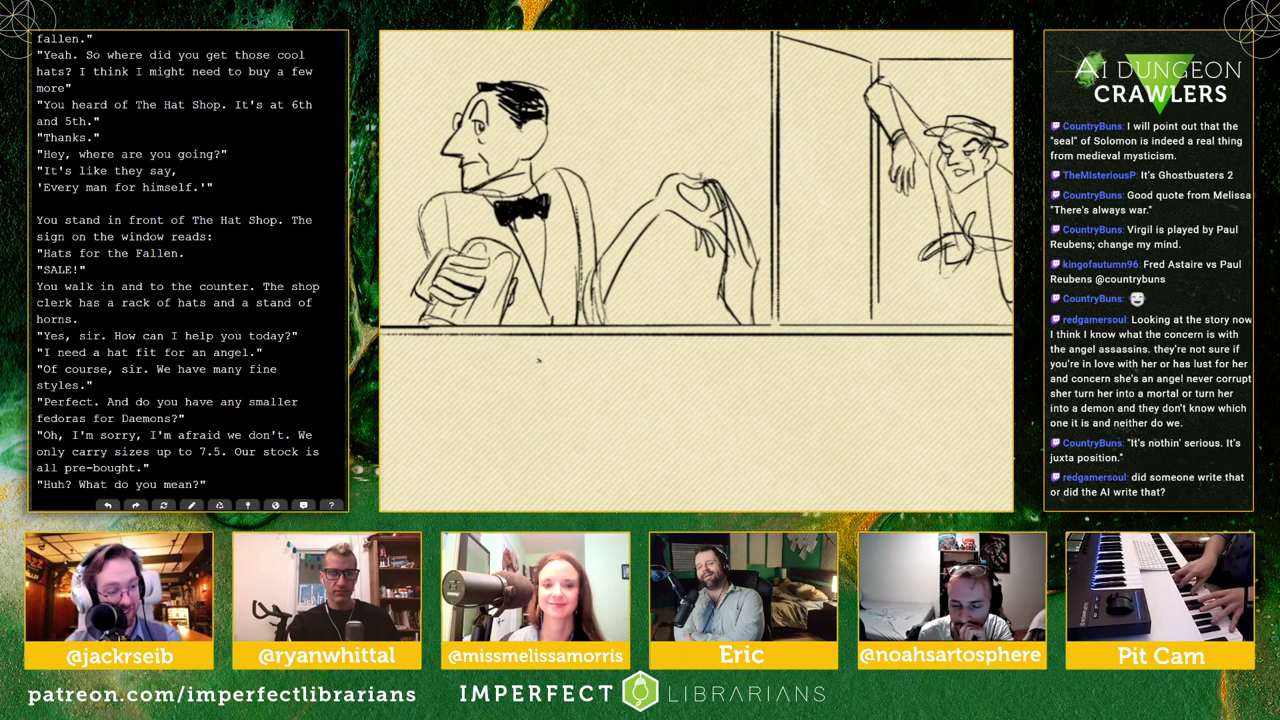 fallen."
"Yeah. So where did you get those cool
hats? I think I might need to buy a few
more"
"You heard of The Hat Shop. It's at 6th
and 5th."
"Thanks."
"Hey, where are you going?"
"It's like they say,
'Every man for himself.'"
You stand in front of The Hat Shop. The
sign on the window reads:
"Hats for the Fallen.
"SALE!"
You walk in and to the counter. The shop
clerk has a rack of hats and a stand of
horns.
"Yes, sir. How can I help you today?"
"I need a hat fit for an angel."
"Of course, sir. We have many fine
styles."
"Perfect. And do you have any smaller
fedoras for Daemons?"
"Oh, I'm sorry, I'm afraid we don't. We
only carry sizes up to 7.5. Our stock is
all pre-bought."
"Huh? What do you mean?"
AI DUNGEON
CRAWLERS
CountryBuns: I will point out that the
"seal" of Solomon is indeed a real thing
from medieval mysticism.
TheMisteriousP: It's Ghostbusters 2
CountryBuns: Good quote from Melissa
"There's always war."
CountryBuns: Virgil is played by Paul
Reubens; change my mind.
kingofautumn96: Fred Astaire vs Paul
Reubens @countrybuns
CountryBuns:
redgamersoul: Looking at the story now
I think I know what the concern is with
the angel assassins. they're not sure if
you're in love with her or has lust for her
and concern she's an angel never corrupt
sher turn her into a mortal or turn her
into a demon and they don't know which
one it is and neither do we.
CountryBuns: "It's nothin' serious. It's
juxta position."
redgamersoul: did someone write that
or did the AI write that?
@jackrseib
@ryanwhittal
@missmelissamorris
Eric
@noahsartosphere
Pit Cam
patreon.com/imperfectlibrarians
IMPERFECT LIBRARIANS